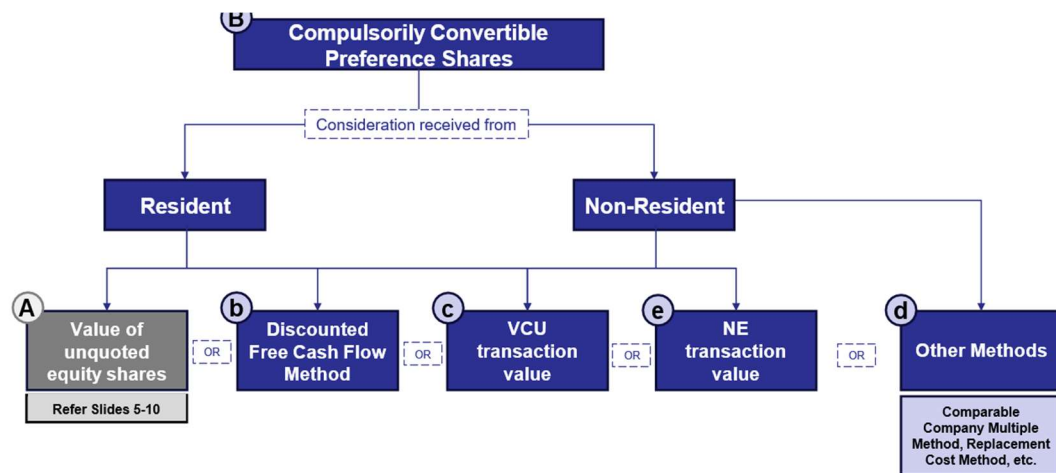 B
Compulsorily Convertible
Preference Shares
Consideration received from
Resident
Non-Resident
A
Value of
unquoted
equity shares
Refer Slides 5-10
OR
b
Discounted
Free Cash Flow
Method
OR
c
VCU
transaction
value
OR
e
NE
transaction
value
OR
d
Other Methods
Comparable
Company Multiple
Method, Replacement
Cost Method, etc.